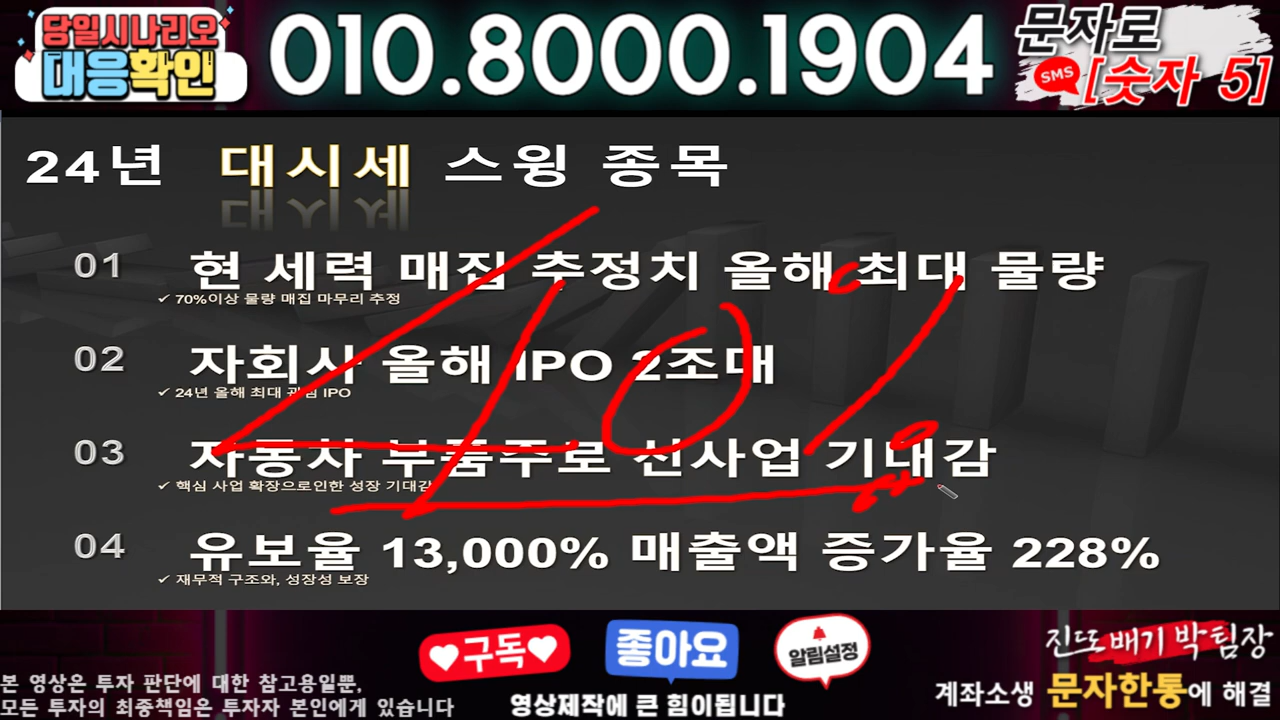 당일시나리오
대응확인
010.8000.1904
문자로
SMS
[숫자 5]
24년 대시세 스윙 종목
01 현 세력 매집 추정치 올해 최대 물량
✓ 70%이상 물량 매집 마무리 추정
02 자회사 올해 IPO 2조대
✓ 24년 올해 최대 관심 IPO
03 자동차 부품주로 신사업 기대감
✓ 핵심 사업 확장으로인한 성장 기대감
04 유보율 13,000% 매출액 증가율 228%
✓ 재무적 구조와, 성장성 보장
40%
구독
좋아요
알림설정
진또배기 박팀장
본 영상은 투자 판단에 대한 참고용일뿐,
모든 투자의 최종책임은 투자자 본인에게 있습니다
영상제작에 큰 힘이됩니다
계좌소생 문자한통에 해결